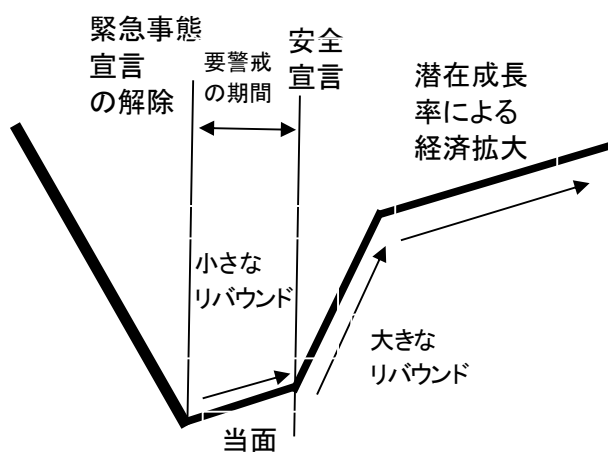 緊急事態
宣言
の解除
要警戒
の期間
安全
宣言
潜在成長
率による
経済拡大
小さな
リバウンド
大きな
リバウンド
当面